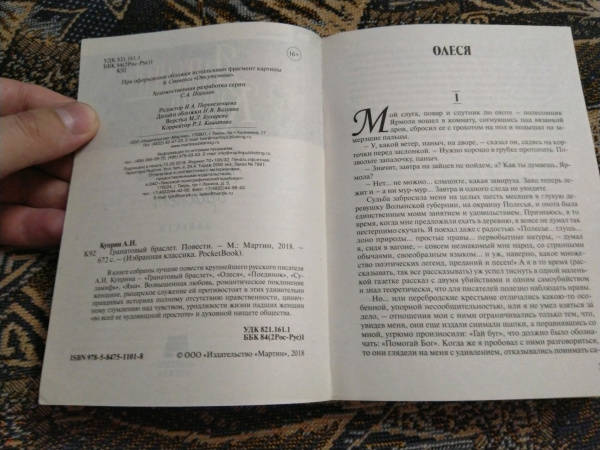 УДК 821.161.1
ББК 84(2Рос-Рус)1
К92
16+
При оформлении обложки использован фрагмент картины
Художественная разработка серии
Редактор
Дизайн обложки
Верстка
Корректор
Куприн А.И.
К92 Гранатовый браслет. Повести. — М.: Мартин, 2018. —
672 с. — (Избранная классика. PocketBook).
В книге собраны лучшие повести крупнейшего русского писателя
А.И. Куприна — «Гранатовый браслет», «Олеся», «Поединок», «Су-
ламифь», «Яма». Возвышенная любовь, романтическое поклонение
женщине, рыцарское служение ей противостоят в этих удивительно
правдивых историях полному отсутствию нравственности, цинич-
ному глумлению над чувством, уродливости жизни падших женщин
«во всей ее чудовищной простоте» и духовной нищете общества.
УДК 821.161.1
ББК 84(2Рос-Рус)1
ISBN 978-5-8475-1101-8
© ООО «Издательство «Мартин», 2018
ОЛЕСЯ
I
Мой слуга, повар и спутник по охоте — полесовщик
Ярмола вошел в комнату, согнувшись под вязанкой
дров, сбросил ее с грохотом на пол и подышал на за-
мерзшие пальцы.
— У, какой ветер, паныч, на дворе, — сказал он, садясь на кор-
точки перед заслонкой. — Нужно хорошо в грубке протопить. По-
звольте запалочку, паныч.
— Значит, завтра на зайцев не пойдем, а? Как ты думаешь, Яр-
мола?
— Нет... не можно... слышите, какая завируха. Заяц теперь ле-
жит и — а ни мур-мур... Завтра и одного следа не увидите.
Судьба забросила меня на целых шесть месяцев в глухую
деревушку Волынской губернии, на окраину Полесья, и охота была
единственным моим занятием и удовольствием. Признаюсь, в то
время, когда мне предложили ехать в деревню, я вовсе не думал так
нестерпимо скучать. Я поехал даже с радостью. «Полесье... глушь...
лоно природы... простые нравы... первобытные натуры, — думал
я, сидя в вагоне, — совсем незнакомый мне народ, со странными
обычаями, своеобразным языком... и уж, наверно, какое множе-
ство поэтических легенд, преданий и песен!» А я в то время (рас-
сказывать, так все рассказывать) уж успел тиснуть в одной малень-
кой газетке рассказ с двумя убийствами и одним самоубийством
и знал теоретически, что для писателей полезно наблюдать нравы.
Но... или перебродские крестьяне отличались какою-то осо-
бенной, упорной несообщительностью, или я не умел взяться за
дело, — отношения мои с ними ограничивались только тем, что,
увидев меня, они еще издали снимали шапки, а поравнявшись со
мной, угрюмо произносили: «Гай буг», что должно было обозна-
чать: «Помогай Бог». Когда же я пробовал с ними разговориться,
то они глядели на меня с удивлением, отказывались понимать са-